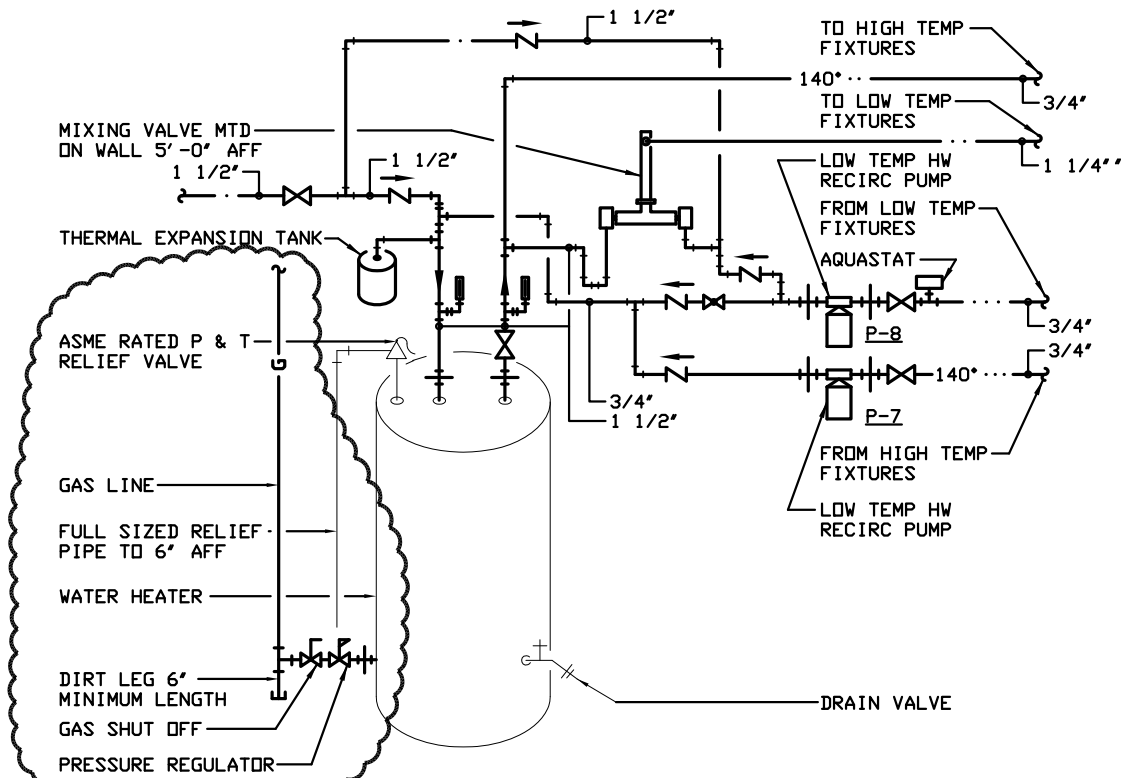 1 1/2"
TO HIGH TEMP
FIXTURES
140°
3/4"
TO LOW TEMP
FIXTURES
1 1/4""
MIXING VALVE MTD
ON WALL 5'-0" AFF
1 1/2"
1 1/2"
LOW TEMP HW
RECIRC PUMP
FROM LOW TEMP
FIXTURES
AQUASTAT
THERMAL EXPANSION TANK
3/4"
P-8
ASME RATED P & T
RELIEF VALVE
G
3/4"
140°
P-7
3/4"
1 1/2"
FROM HIGH TEMP
FIXTURES
GAS LINE
LOW TEMP HW
RECIRC PUMP
FULL SIZED RELIEF
PIPE TO 6" AFF
WATER HEATER
DIRT LEG 6"
MINIMUM LENGTH
DRAIN VALVE
GAS SHUT OFF
PRESSURE REGULATOR